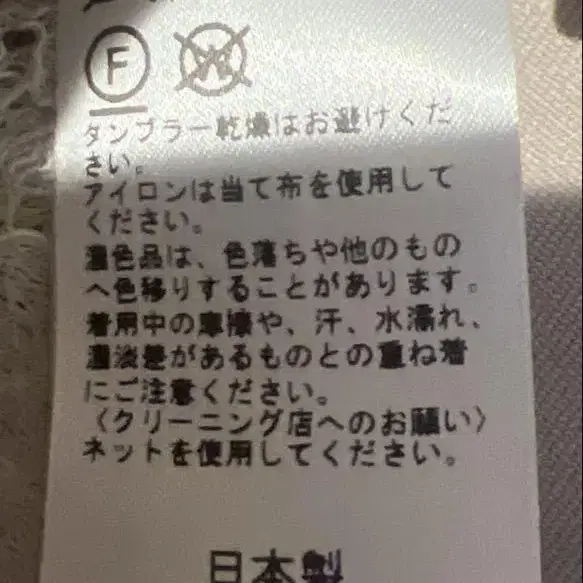 F W
タンブラー乾燥はお避けくだ
さい。
アイロンは当て布を使用して
ください。
濃色品は、色落ちや他のもの
へ色移りすることがあります。
着用中の摩擦や、汗、水濡れ、
濃淡差があるものとの重ね着
にご注意ください。
〈クリーニング店へのお願い〉
ネットを使用してください。
日本製